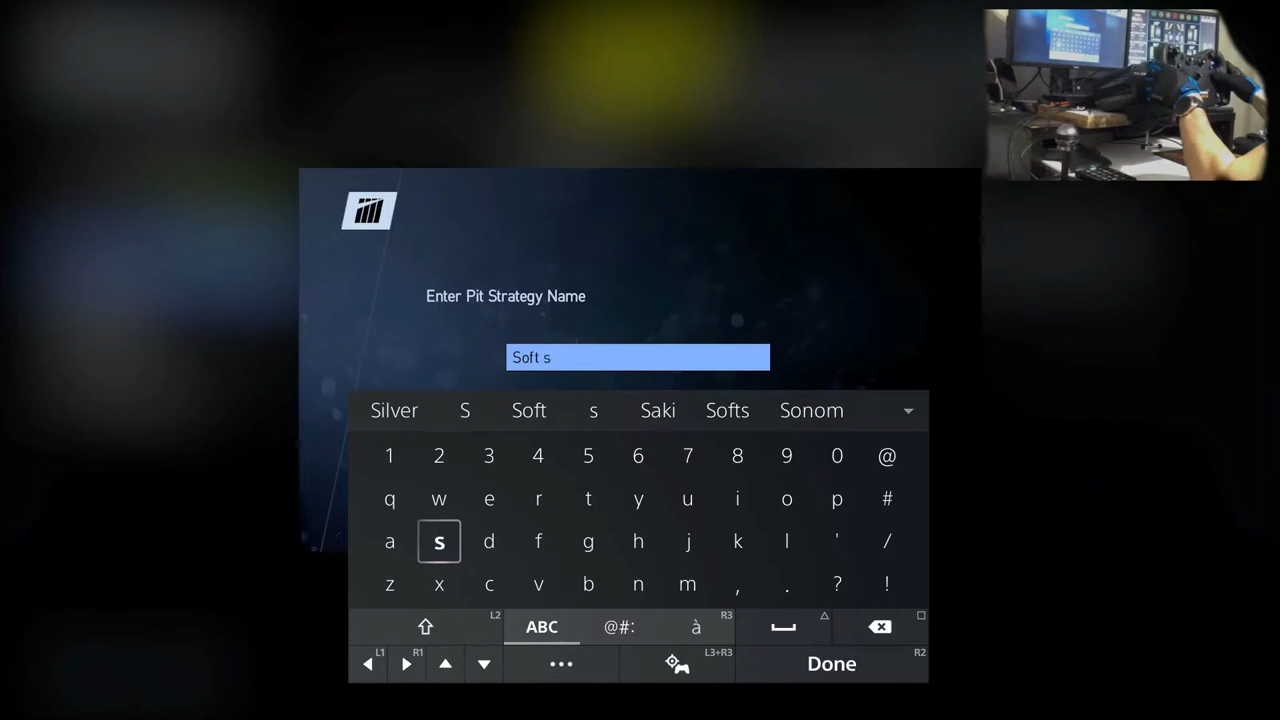 Enter Pit Strategy Name
Soft s
Silver S Soft s Saki Softs Sonom
1 2 3 4 5 6 7 8 9 0 @
q w e r t y u i o p #
a s d f g h j k l ' /
z x c v b n m , . ? !
L2 ABC @#: à R3 △ □
L1 R1 ... L3+R3 Done R2